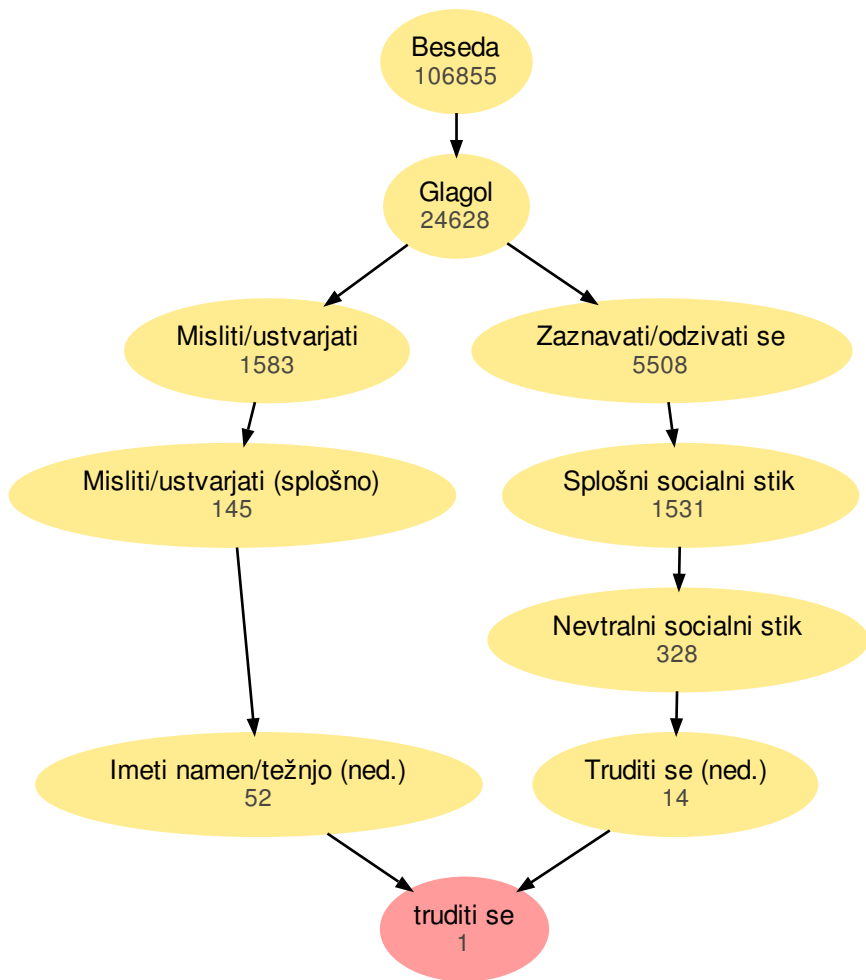 Beseda
106855
Glagol
24628
Misliti/ustvarjati
1583
Zaznavati/odzivati se
5508
Misliti/ustvarjati (splošno)
145
Splošni socialni stik
1531
Nevtralni socialni stik
328
Imeti namen/težnjo (ned.)
52
Truditi se (ned.)
14
truditi se
1